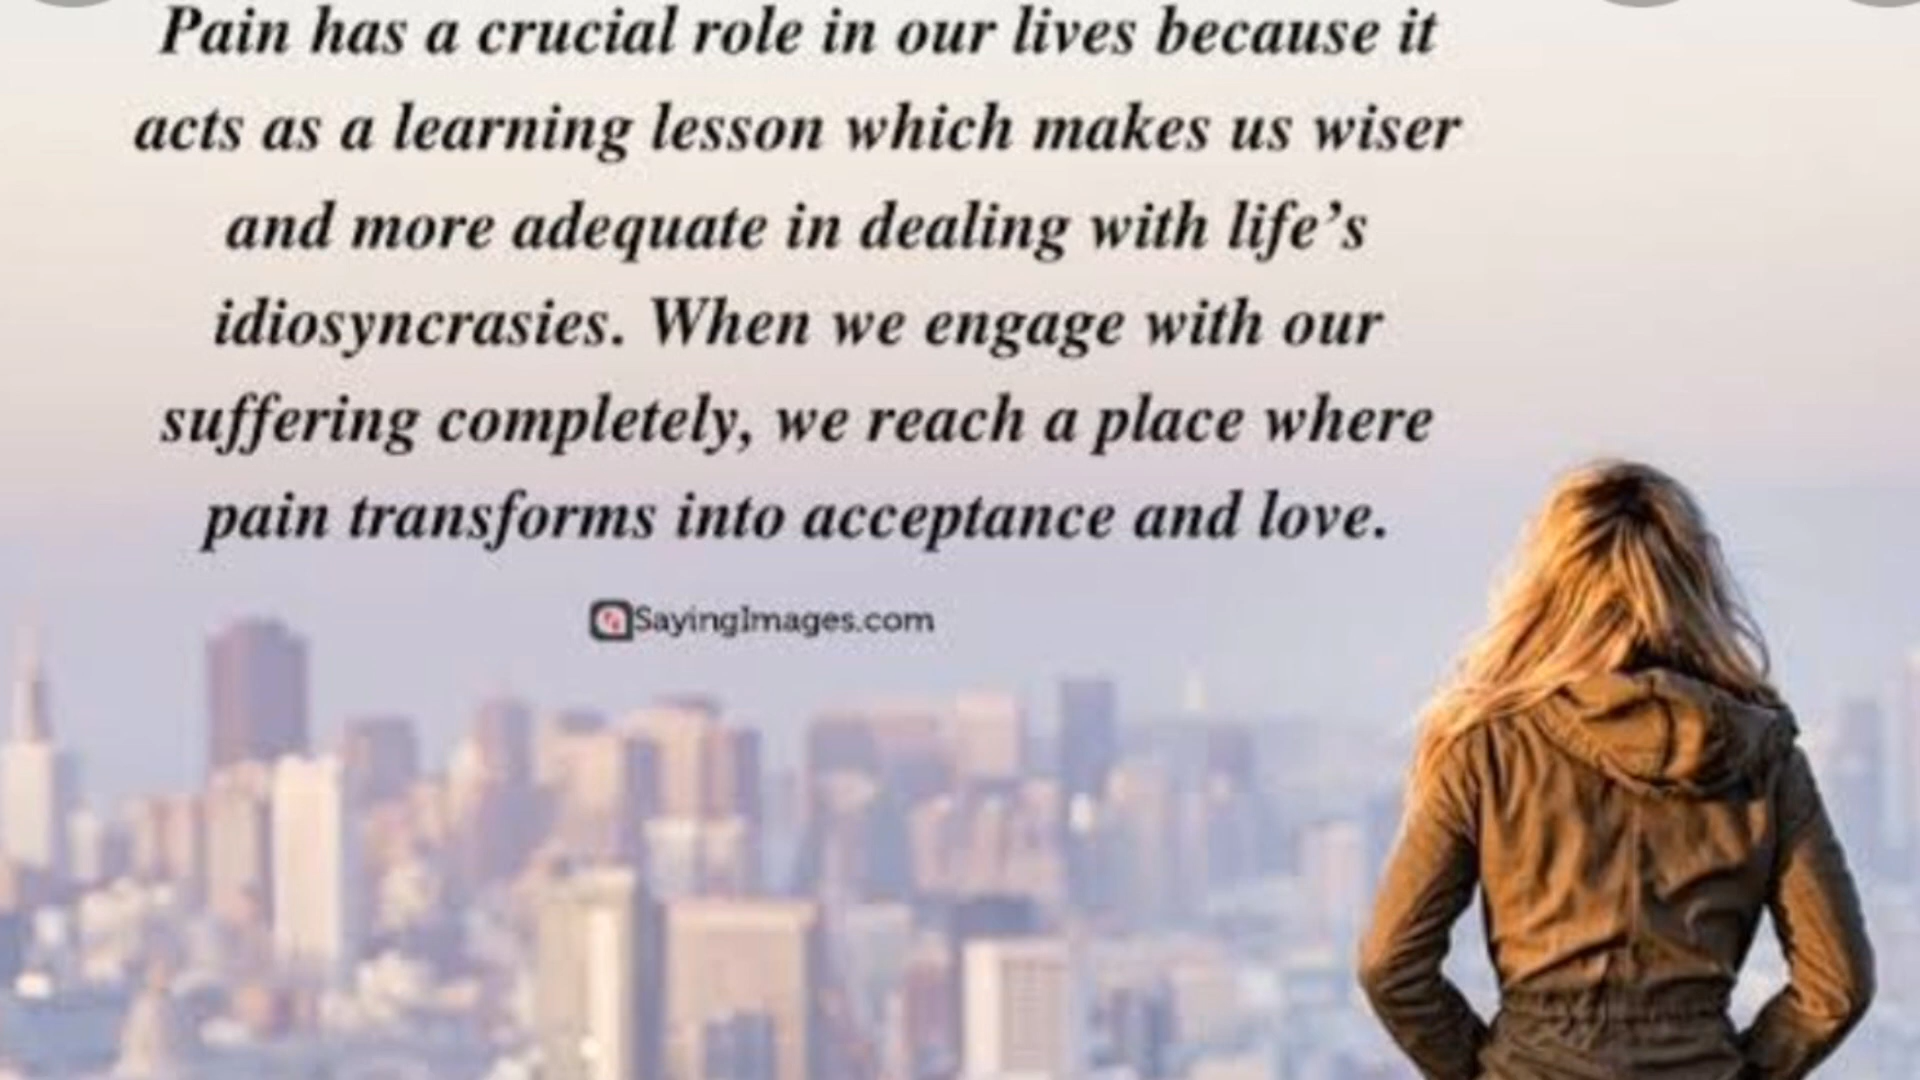 Pain has a crucial role in our lives because it
acts as a learning lesson which makes us wiser
and more adequate in dealing with life’s
idiosyncrasies. When we engage with our
suffering completely, we reach a place where
pain transforms into acceptance and love.
SayingImages.com